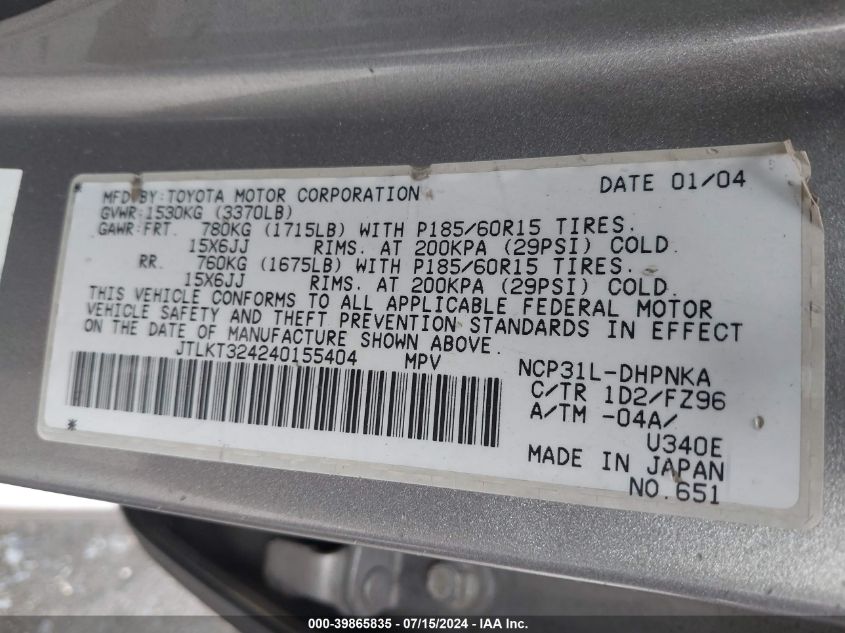 MFD. BY: TOYOTA MOTOR CORPORATION DATE 01/04
GVWR: 1530KG (3370LB)
GAWR: FRT. 780KG (1715LB) WITH P185/60R15 TIRES.
15X6JJ RIMS. AT 200KPA (29PSI) COLD.
RR. 760KG (1675LB) WITH P185/60R15 TIRES.
15X6JJ RIMS. AT 200KPA (29PSI) COLD.
THIS VEHICLE CONFORMS TO ALL APPLICABLE FEDERAL MOTOR
VEHICLE SAFETY AND THEFT PREVENTION STANDARDS IN EFFECT
ON THE DATE OF MANUFACTURE SHOWN ABOVE.
JTLKT324240155404 MPV NCP31L-DHPNKA
C/TR 1D2/FZ96
A/TM -04A/
U340E
* *
MADE IN JAPAN
NO.651
000-39865835 - 07/15/2024 - IAA Inc.